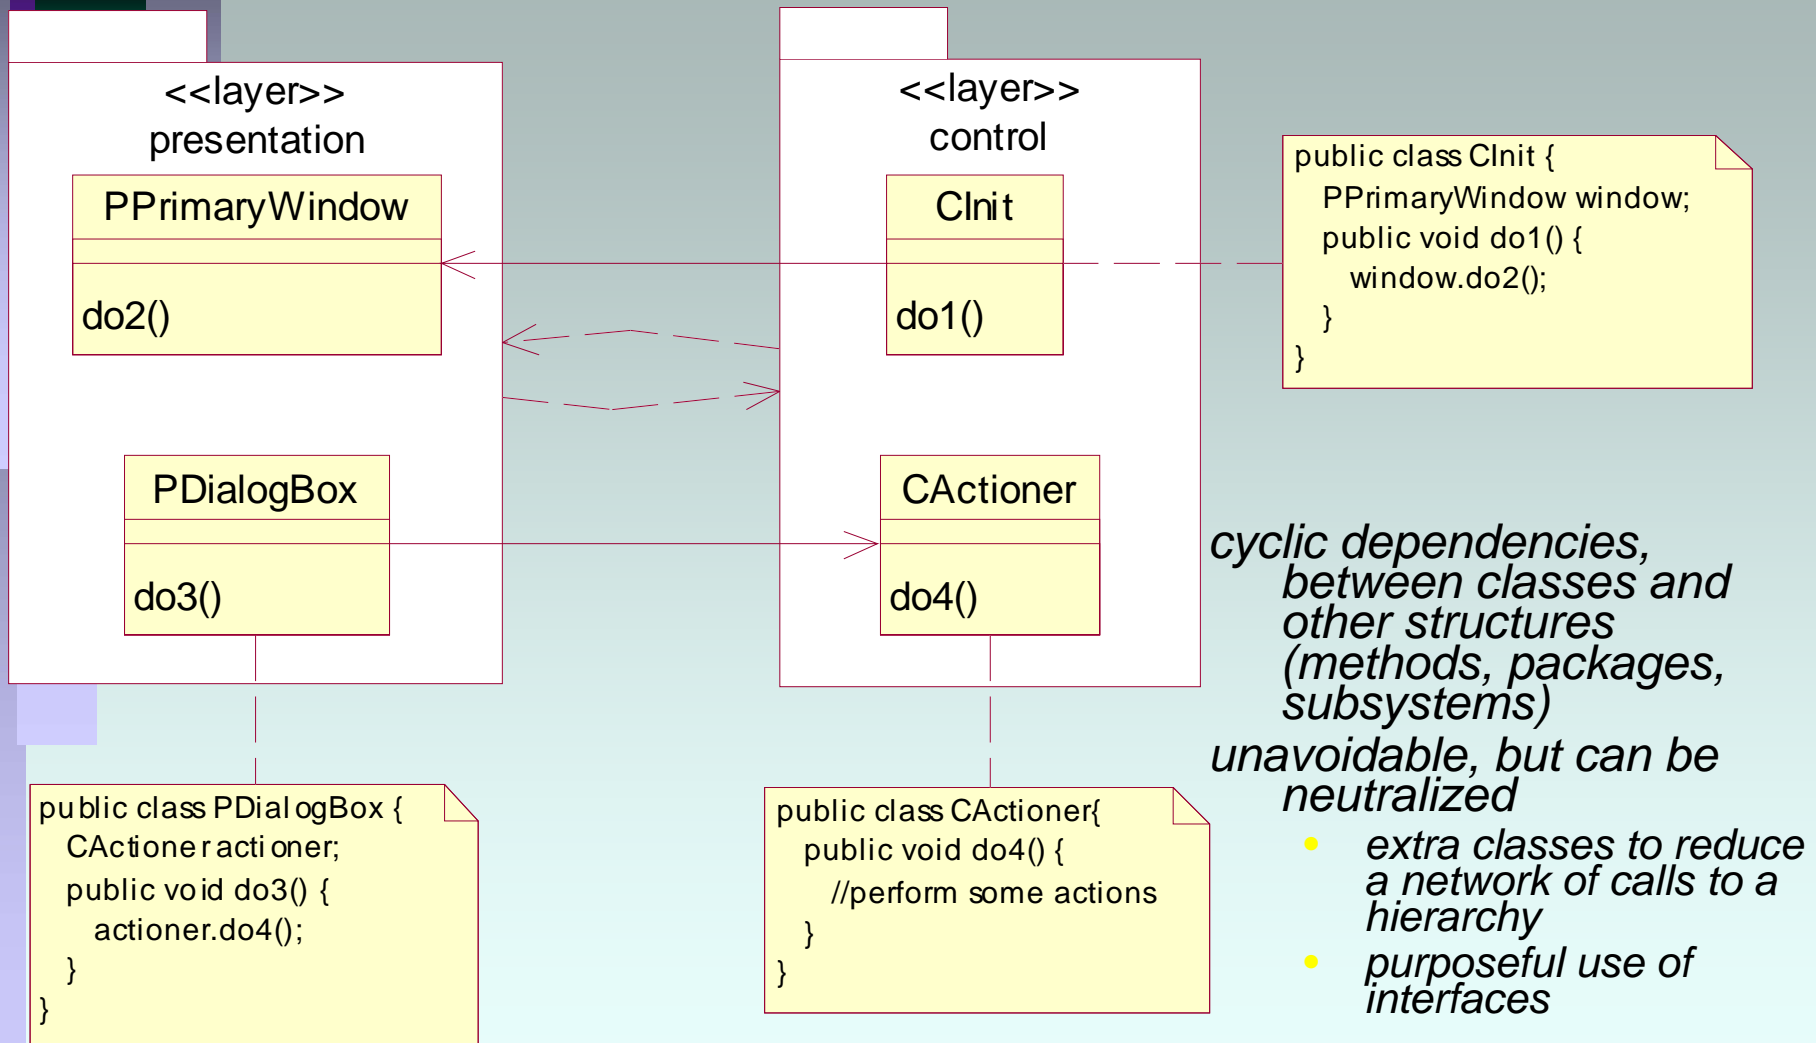 <<layer>>
presentation
PPrimaryWindow
do2()
PDialogBox
do3()
<<layer>>
control
CInit
do1()
CActioner
do4()
public class CInit {
PPrimaryWindow window;
public void do1() {
window.do2();
}
}
public class PDialogBox {
CActioner actioner;
public void do3() {
actioner.do4();
}
}
public class CActioner{
public void do4() {
//perform some actions
}
}
cyclic dependencies,
between classes and
other structures
(methods, packages,
subsystems)
unavoidable, but can be
neutralized
• extra classes to reduce
a network of calls to a
hierarchy
• purposeful use of
interfaces